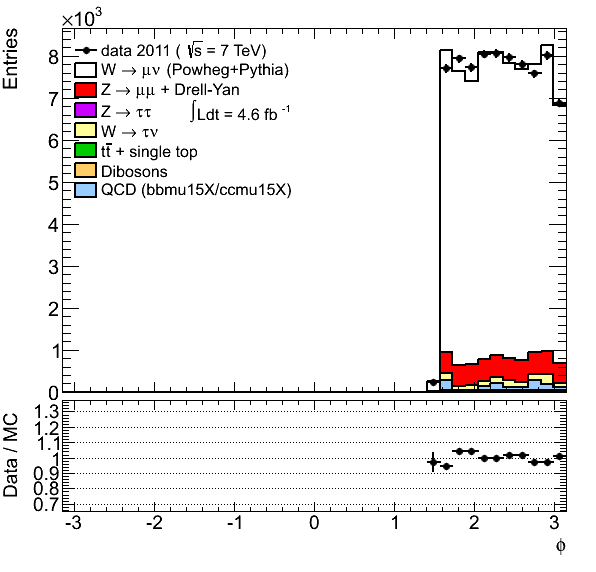 ×10³
Entries
data 2011 ( √s = 7 TeV)
W → μν (Powheg+Pythia)
Z → μμ + Drell-Yan
Z → ττ ∫Ldt = 4.6 fb⁻¹
W → τν
tt̄ + single top
Dibosons
QCD (bbmu15X/ccmu15X)
8
7
6
5
4
3
2
1
0
Data / MC
1.3
1.2
1.1
1
0.9
0.8
0.7
-3 -2 -1 0 1 2 3
ϕ